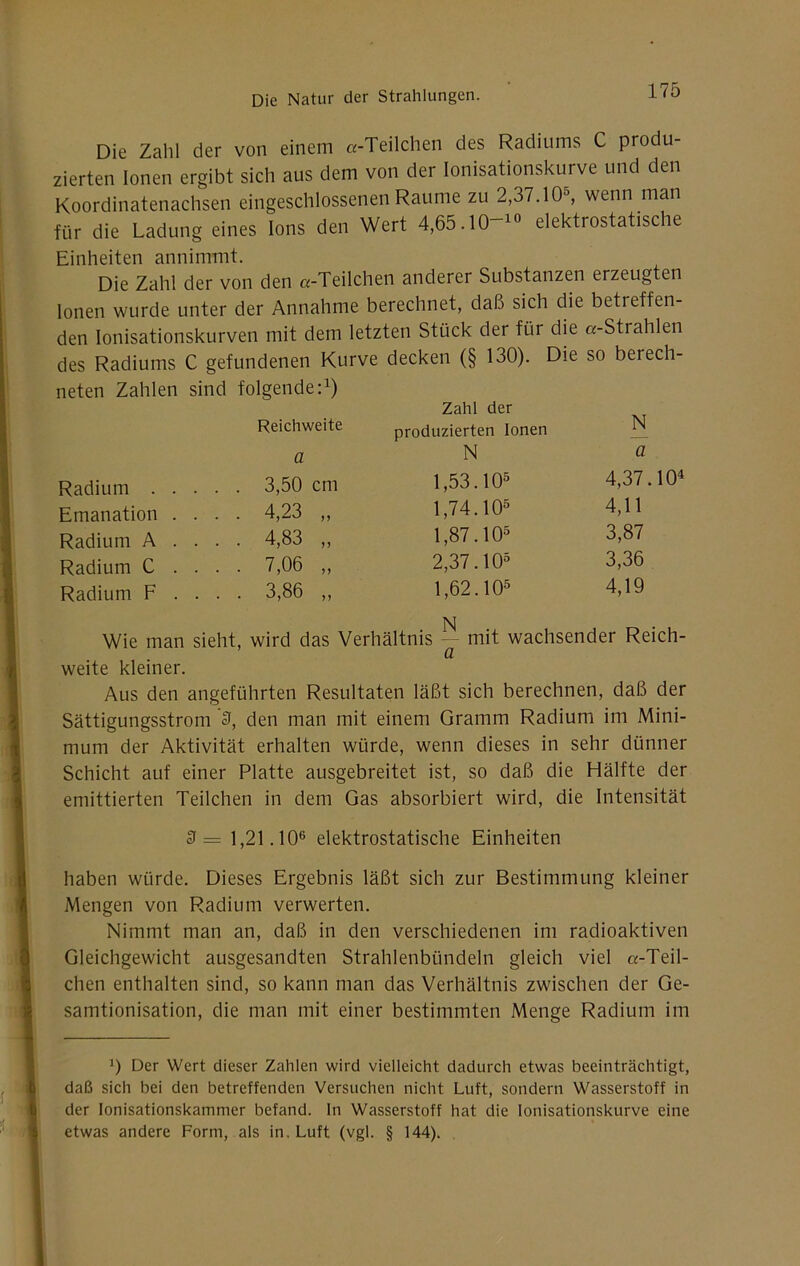 Die Natur der Strahlungen.
175
Die Zahl der von einem α-Teilchen des Radiums C produ-
zierten Ionen ergibt sich aus dem von der Ionisationskurve und den
Koordinatenachsen eingeschlossenen Raume zu 2,37.10⁵, wenn man
für die Ladung eines Ions den Wert 4,65.10—¹⁰ elektrostatische
Einheiten annimmt.
Die Zahl der von den α-Teilchen anderer Substanzen erzeugten
Ionen wurde unter der Annahme berechnet, daß sich die betreffen-
den Ionisationskurven mit dem letzten Stück der für die α-Strahlen
des Radiums C gefundenen Kurve decken (§ 130). Die so berech-
neten Zahlen sind folgende:¹)
Reichweite a | Zahl der produzierten Ionen N | N/a
Radium . . . . . 3,50 cm 1,53.10⁵ 4,37.10⁴
Emanation . . . . 4,23 „ 1,74.10⁵ 4,11
Radium A . . . . 4,83 „ 1,87.10⁵ 3,87
Radium C . . . . 7,06 „ 2,37.10⁵ 3,36
Radium F . . . . 3,86 „ 1,62.10⁵ 4,19
Wie man sieht, wird das Verhältnis N/a mit wachsender Reich-
weite kleiner.
Aus den angeführten Resultaten läßt sich berechnen, daß der
Sättigungsstrom ℑ, den man mit einem Gramm Radium im Mini-
mum der Aktivität erhalten würde, wenn dieses in sehr dünner
Schicht auf einer Platte ausgebreitet ist, so daß die Hälfte der
emittierten Teilchen in dem Gas absorbiert wird, die Intensität
ℑ = 1,21.10⁶ elektrostatische Einheiten
haben würde. Dieses Ergebnis läßt sich zur Bestimmung kleiner
Mengen von Radium verwerten.
Nimmt man an, daß in den verschiedenen im radioaktiven
Gleichgewicht ausgesandten Strahlenbündeln gleich viel α-Teil-
chen enthalten sind, so kann man das Verhältnis zwischen der Ge-
samtionisation, die man mit einer bestimmten Menge Radium im
¹) Der Wert dieser Zahlen wird vielleicht dadurch etwas beeinträchtigt,
daß sich bei den betreffenden Versuchen nicht Luft, sondern Wasserstoff in
der Ionisationskammer befand. In Wasserstoff hat die Ionisationskurve eine
etwas andere Form, als in Luft (vgl. § 144).